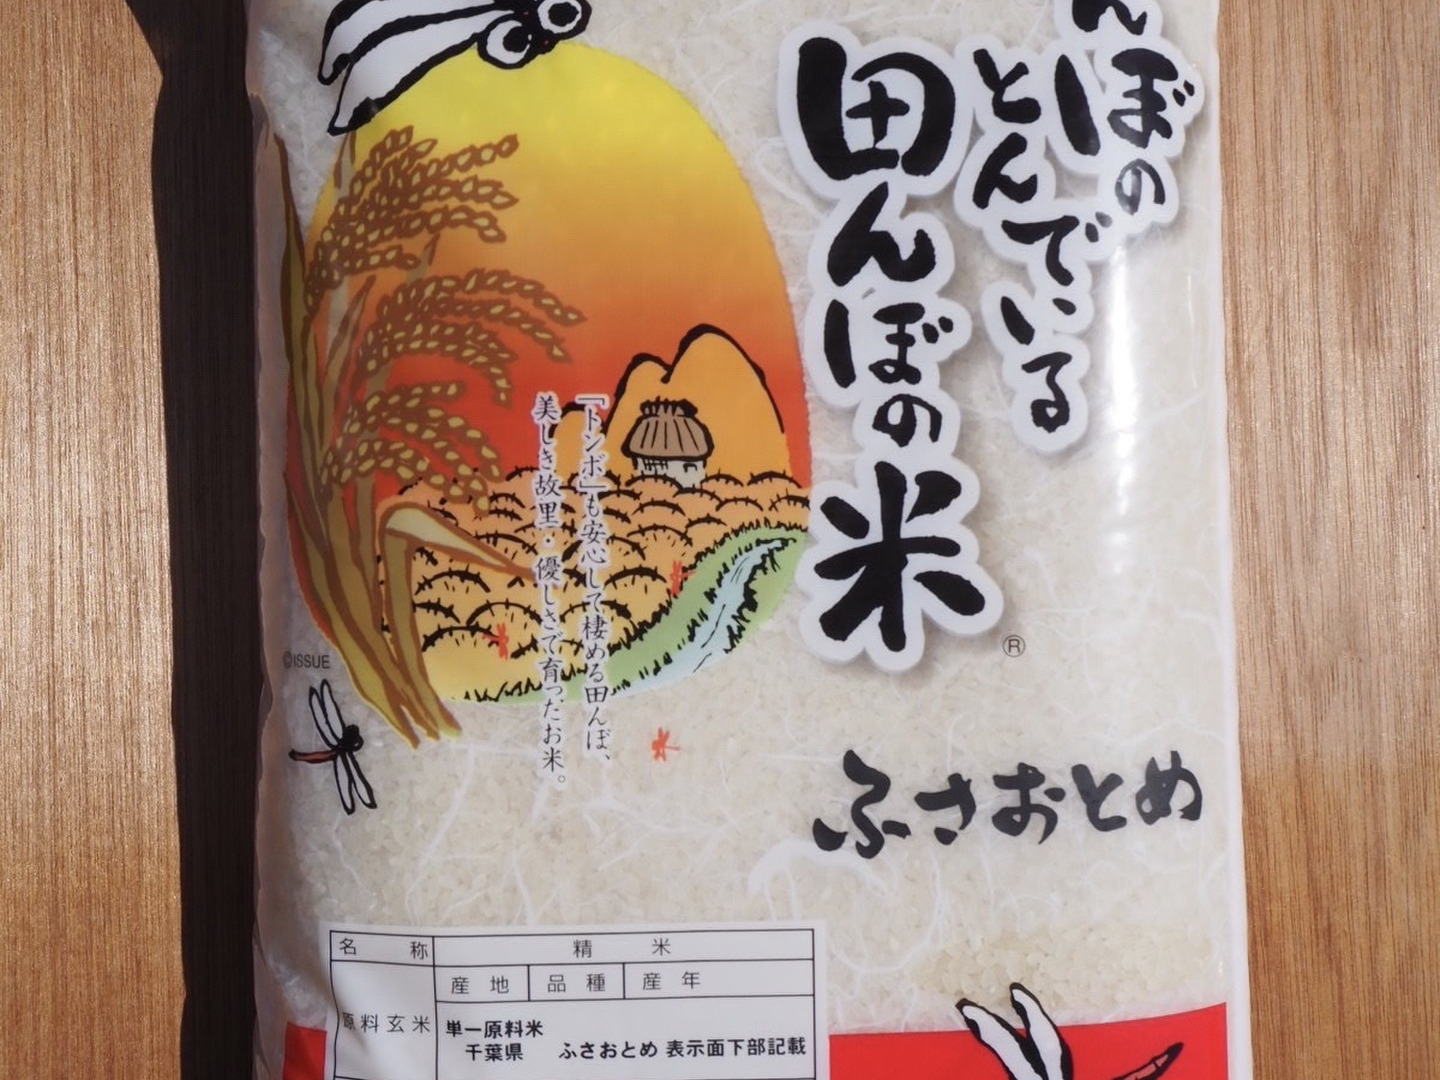 んぼの
とんでいる
田んぼの米
®
「トンボ」も安心して棲める田んぼ、
美しき故里・優しさで育ったお米。
©ISSUE
ふさおとめ
名称 精米
産地 品種 産年
原料玄米 単一原料米
千葉県 ふさおとめ 表示面下部記載